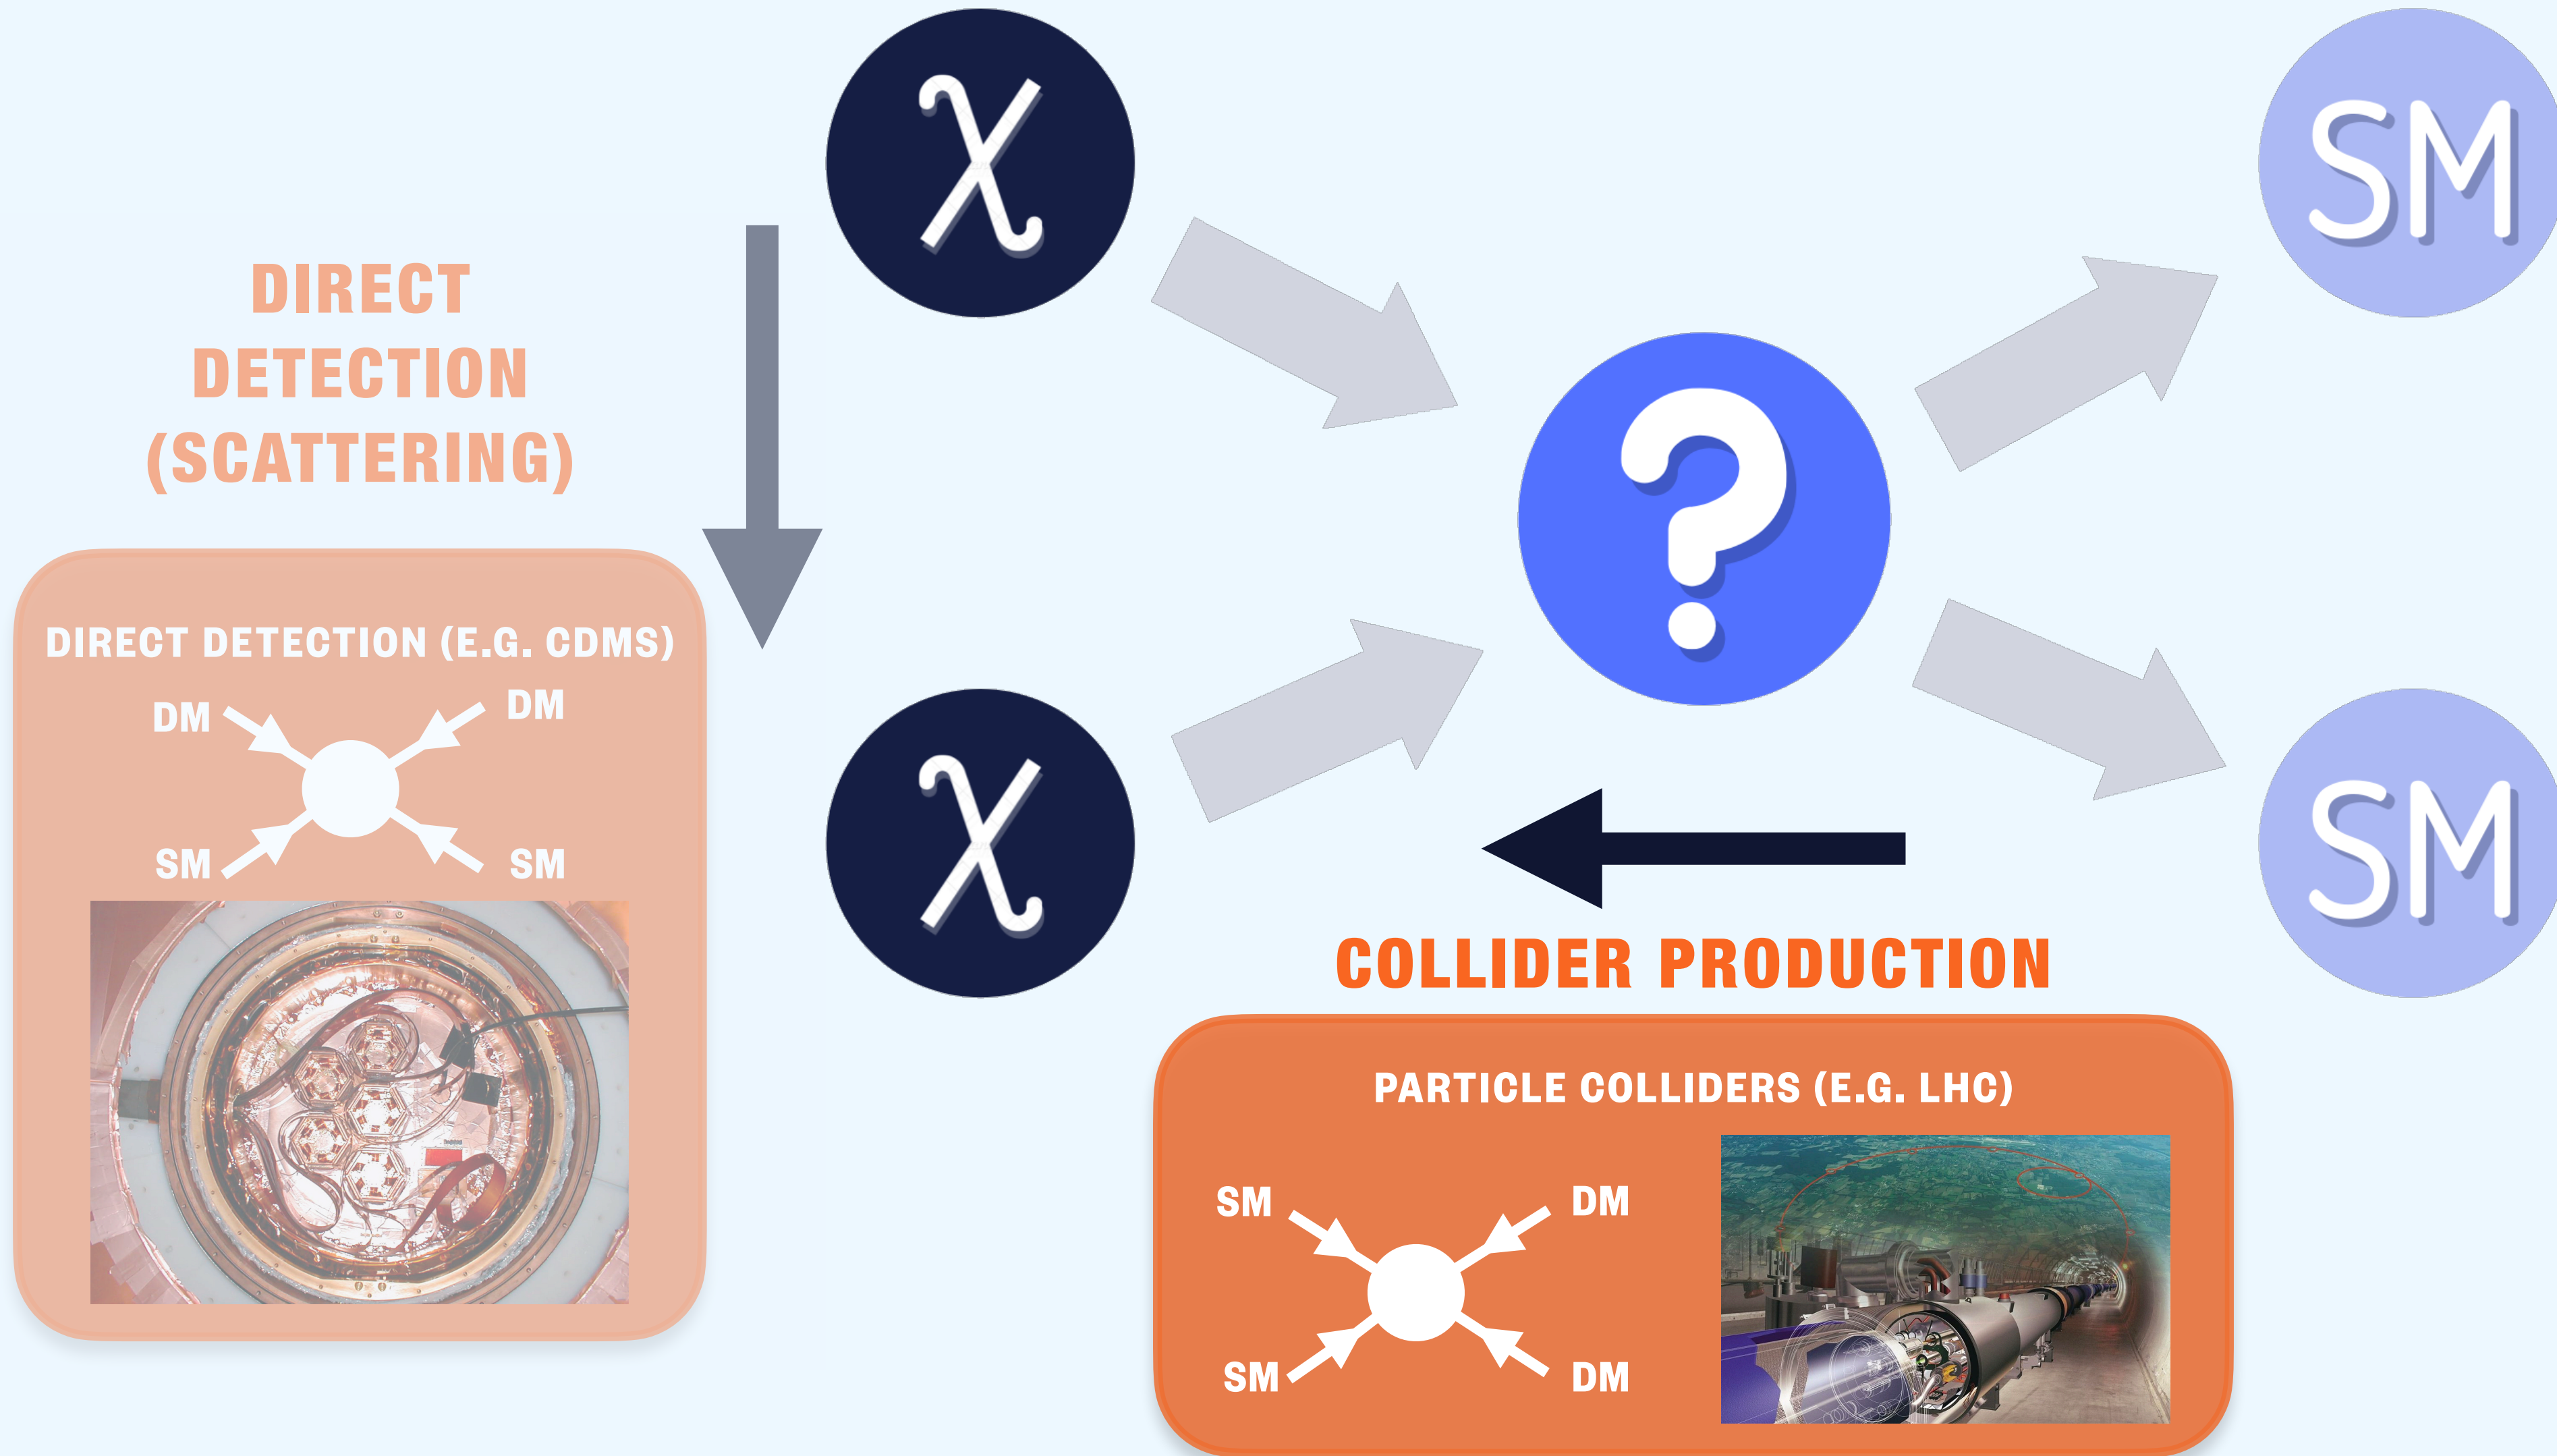 χ
SM
DIRECT
DETECTION
(SCATTERING)
?
DIRECT DETECTION (E.G. CDMS)
DM DM
SM SM
χ
SM
COLLIDER PRODUCTION
PARTICLE COLLIDERS (E.G. LHC)
SM DM
SM DM